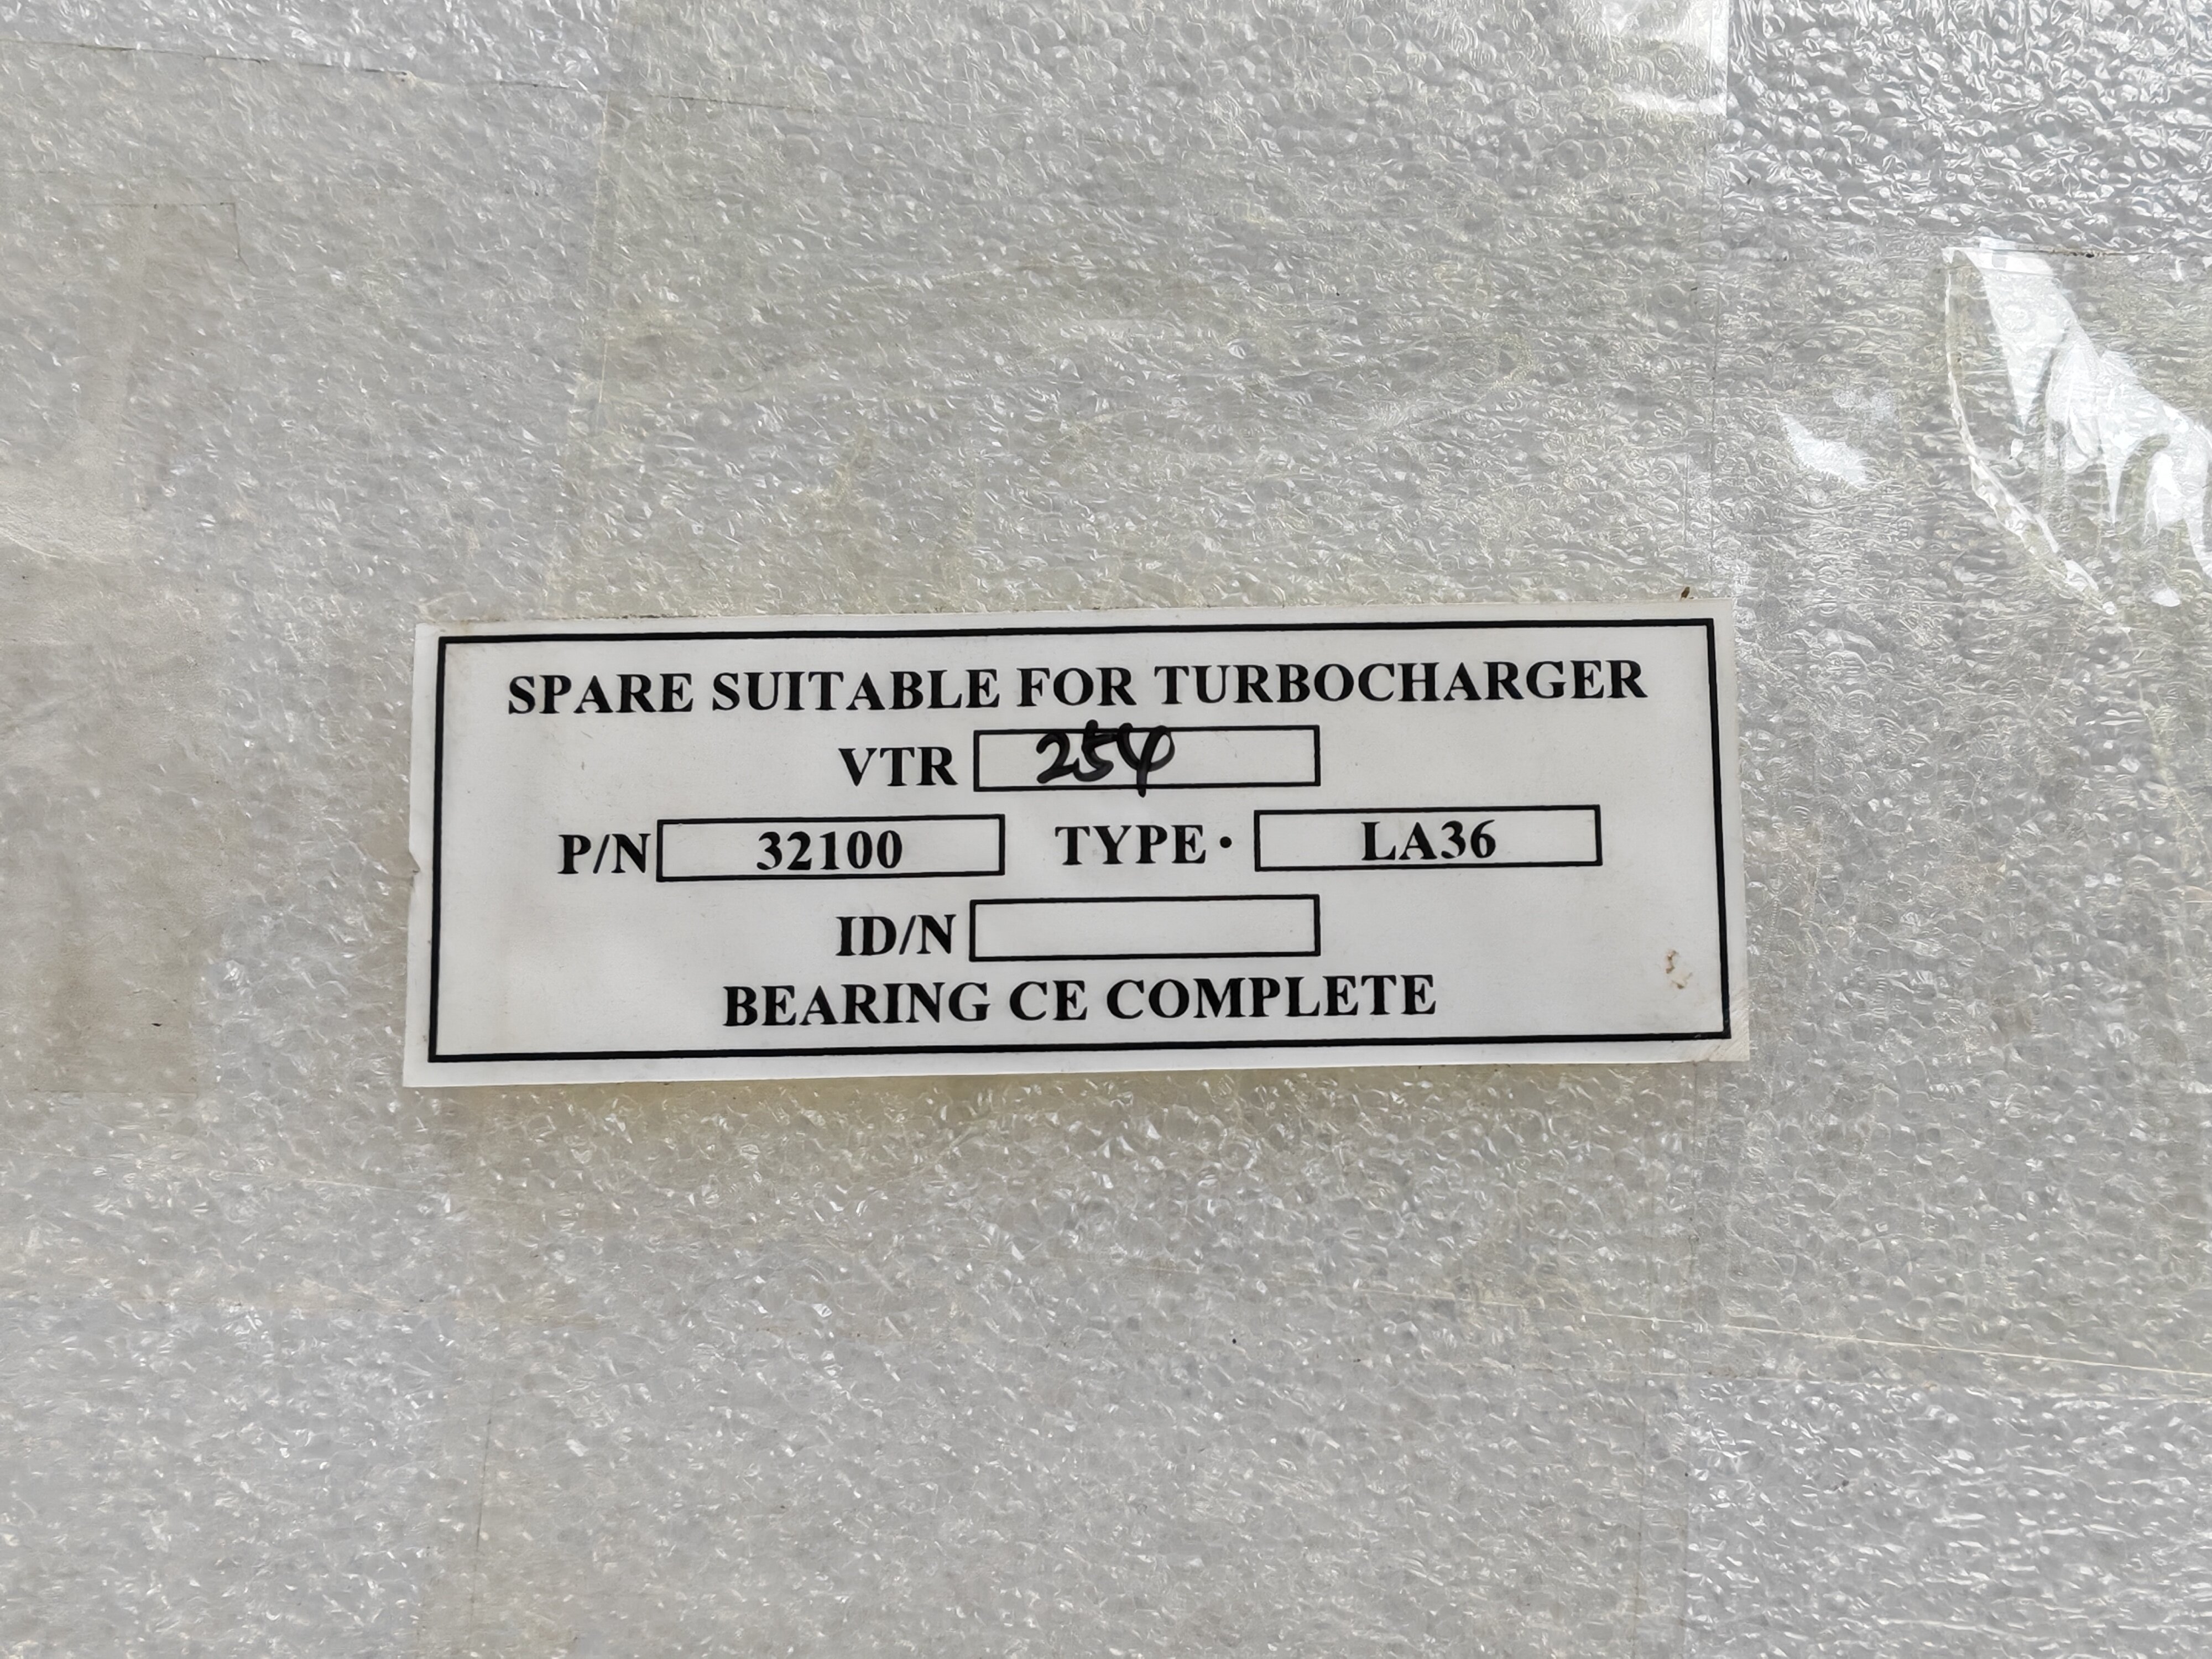 SPARE SUITABLE FOR TURBOCHARGER
VTR 254
P/N 32100 TYPE· LA36
ID/N
BEARING CE COMPLETE